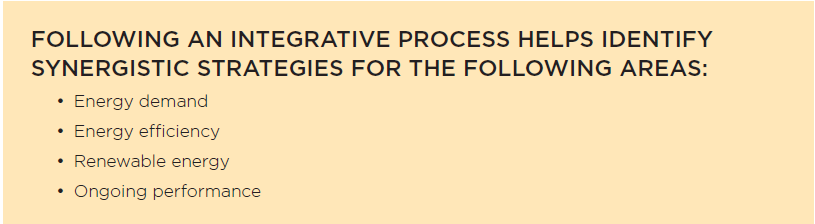 FOLLOWING AN INTEGRATIVE PROCESS HELPS IDENTIFY
SYNERGISTIC STRATEGIES FOR THE FOLLOWING AREAS:
• Energy demand
• Energy efficiency
• Renewable energy
• Ongoing performance